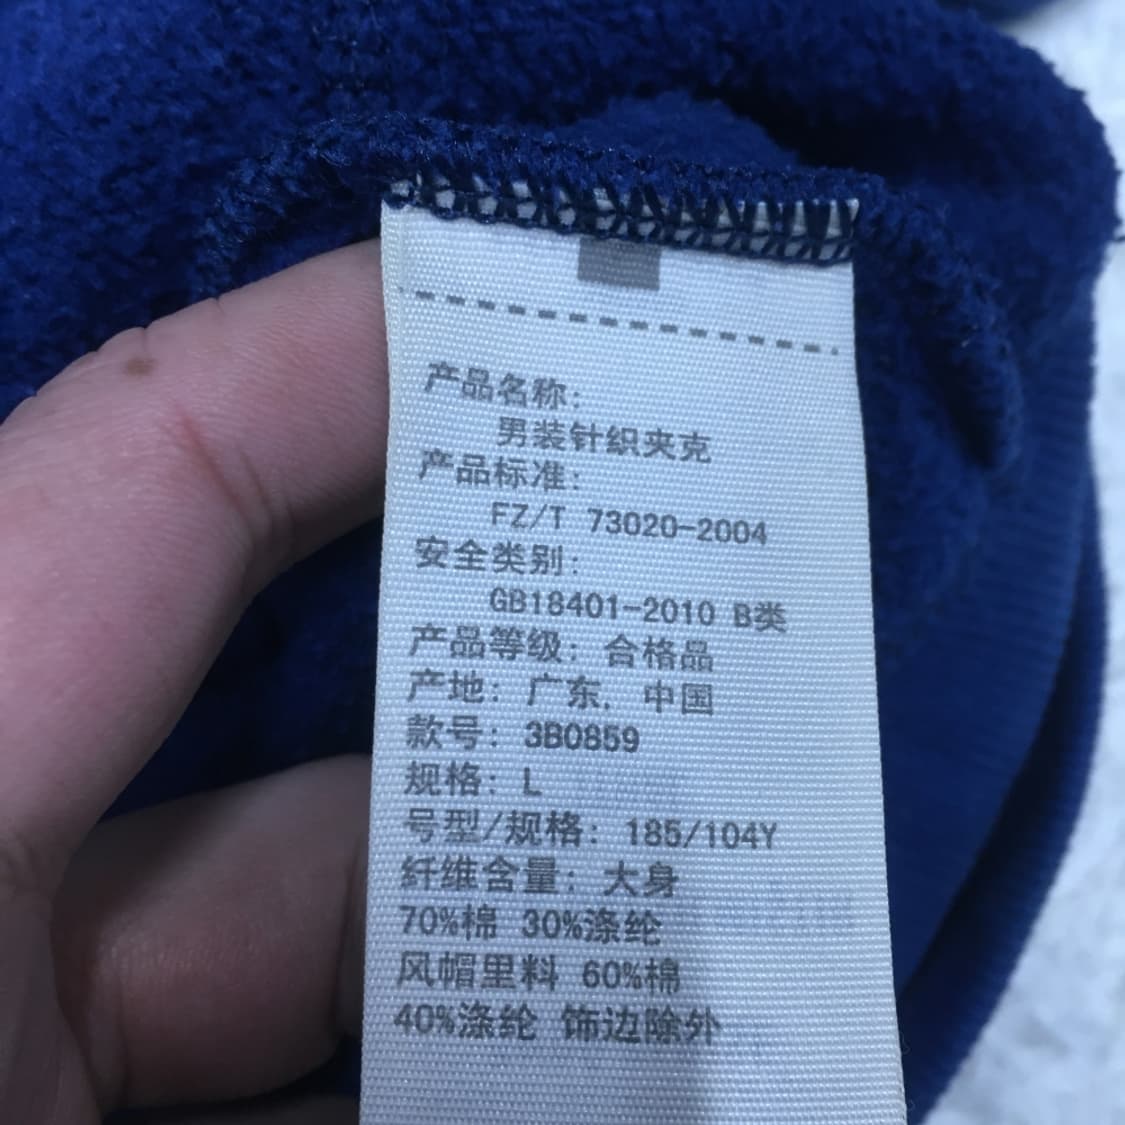 产品名称:
男装针织夹克
产品标准:
FZ/T 73020-2004
安全类别:
GB18401-2010 B类
产品等级: 合格品
产地: 广东, 中国
款号: 3B0859
规格: L
号型/规格: 185/104Y
纤维含量: 大身
70%棉 30%涤纶
风帽里料 60%棉
40%涤纶 饰边除外